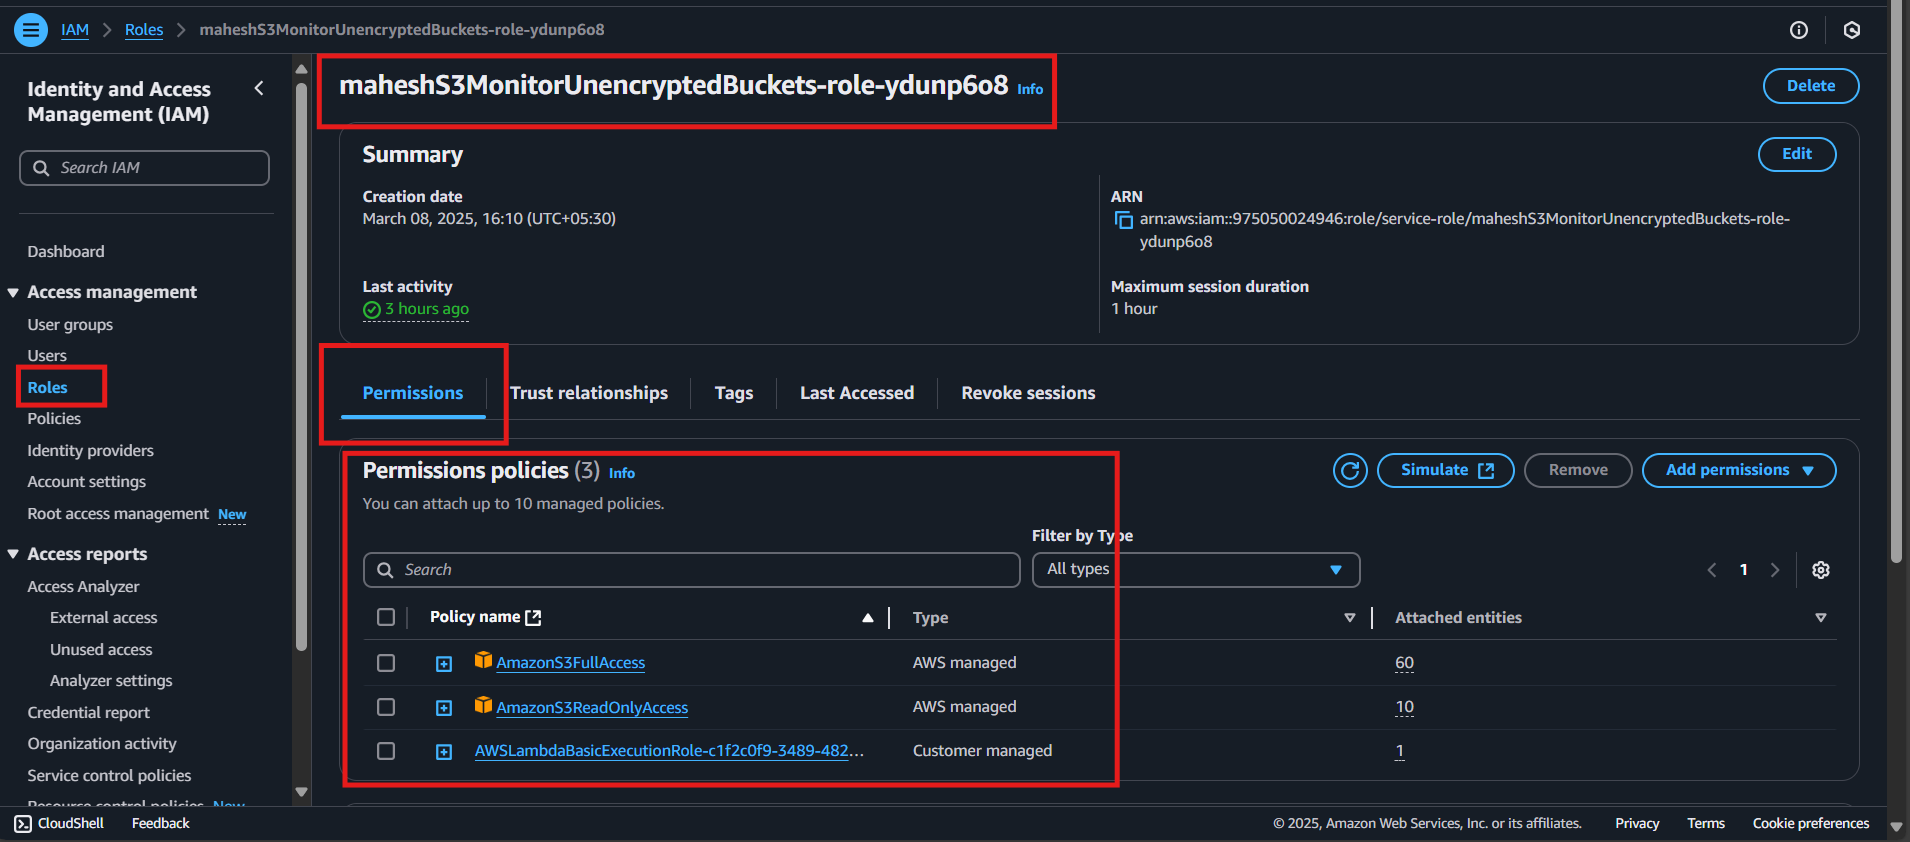 IAM > Roles > maheshS3MonitorUnencryptedBuckets-role-ydunp6o8
Identity and Access
Management (IAM)
Search IAM
Dashboard
Access management
User groups
Users
Roles
Policies
Identity providers
Account settings
Root access management New
Access reports
Access Analyzer
External access
Unused access
Analyzer settings
Credential report
Organization activity
Service control policies
Resource control policies New
maheshS3MonitorUnencryptedBuckets-role-ydunp6o8 Info
Delete
Summary
Edit
Creation date
March 08, 2025, 16:10 (UTC+05:30)
ARN
arn:aws:iam::975050024946:role/service-role/maheshS3MonitorUnencryptedBuckets-role-
ydunp6o8
Last activity
3 hours ago
Maximum session duration
1 hour
Permissions Trust relationships Tags Last Accessed Revoke sessions
Permissions policies (3) Info
Simulate Remove Add permissions
You can attach up to 10 managed policies.
Filter by Type
Search All types 1
Policy name Type Attached entities
AmazonS3FullAccess AWS managed 60
AmazonS3ReadOnlyAccess AWS managed 10
AWSLambdaBasicExecutionRole-c1f2c0f9-3489-482... Customer managed 1
CloudShell Feedback © 2025, Amazon Web Services, Inc. or its affiliates. Privacy Terms Cookie preferences